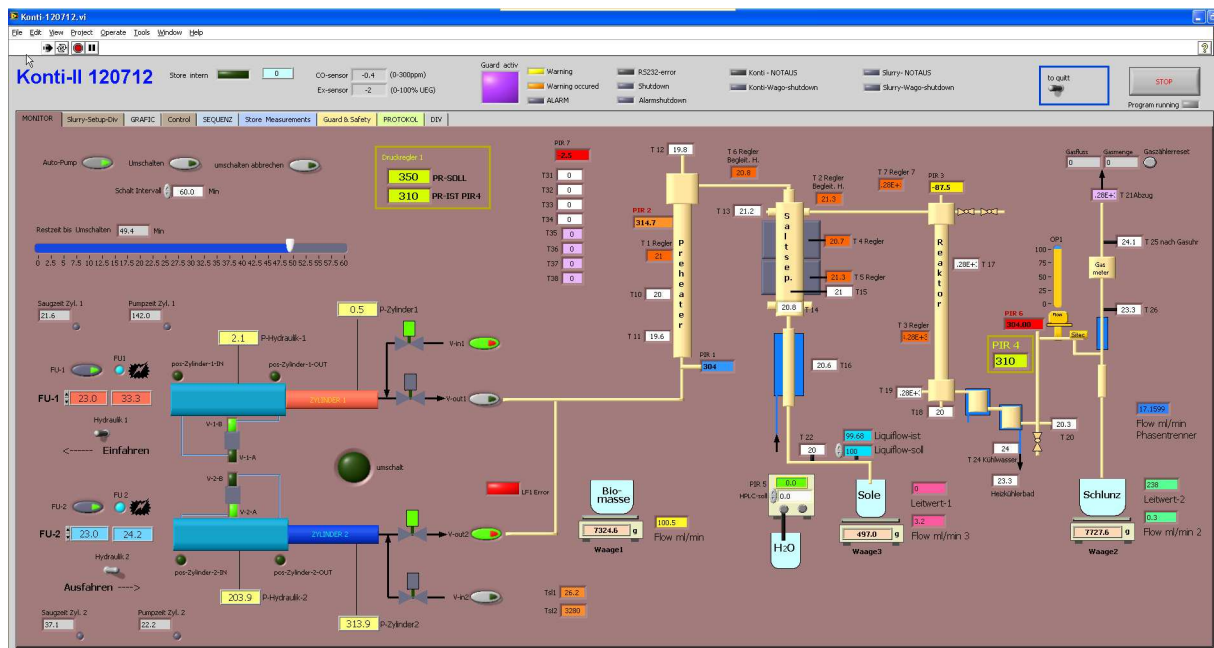 Konti-120712.vi
File Edit View Project Operate Tools Window Help
Konti-II 120712
Store intern
0
CO-sensor -0.4 (0-300ppm)
Ex-sensor -2 (0-100% UEG)
Guard activ
Warning
Warning occured
ALARM
RS232-error
Shutdown
Alarmshutdown
Konti - NOTAUS
Konti-Wago-shutdown
Slurry- NOTAUS
Slurry-Wago-shutdown
to quitt
STOP
Program running
MONITOR Slurry-Setup-Div GRAFIC Control SEQUENZ Store Measurements Guard & Safety PROTOKOL DIV
Auto-Pump
Umschalten
umschalten abbrechen
Schalt Intervall 60.0 Min
Druckregler 1
350 PR-SOLL
310 PR-IST PIR4
Restzeit bis Umschalten 49.4 Min
0 2.5 5 7.5 10 12.5 15 17.5 20 22.5 25 27.5 30 32.5 35 37.5 40 42.5 45 47.5 50 52.5 55 57.5 60
Saugzeit Zyl. 1
21.6
Pumpzeit Zyl. 1
142.0
0.5 P-Zylinder1
2.1 P-Hydraulik-1
FU-1
FU1
pos-Zylinder-1-IN
pos-Zylinder-1-OUT
V-in1
FU-1 23.0 33.3
ZYLINDER 1
V-out1
Hydraulik 1
<------ Einfahren
V-1-B
V-1-A
umschalt
V-2-B
V-2-A
FU-2
FU 2
FU-2 23.0 24.2
ZYLINDER 2
V-out2
Hydraulik 2
Ausfahren ---->
pos-Zylinder-2-IN
pos-Zylinder-2-OUT
203.9 P-Hydraulik-2
V-in2
Saugzeit Zyl. 2
37.1
Pumpzeit Zyl. 2
22.2
313.9 P-Zylinder2
LF1 Error
Tsl1 26.2
Tsl2 3280
PIR 7
-2.5
T31 0
T32 0
T33 0
T34 0
T35 0
T36 0
T37 0
T38 0
T 12 19.8
PIR 2
314.7
T 1 Regler
21
T10 20
T 11 19.6
Preheater
PIR 1
304
T 6 Regler
Begleit. H.
20.8
T 2 Regler
Begleit. H.
21.3
T 13 21.2
Saltsep.
20.7 T 4 Regler
21.3 T 5 Regler
21 T15
20.8 T14
20.6 T16
T 7 Regler 7
.28E+
PIR 3
-87.5
Reaktor
.28E+ T 17
T 3 Regler
.28E+
T 19 .28E+
T18 20
T 22
20
99.68 Liquiflow-ist
100 Liquiflow-soll
PIR 5 0.0
HPLC-soll 0.0
H2O
Bio-
masse
7324.6 g
Waage1
100.5
Flow ml/min
Sole
497.0 g
Waage3
0
Leitwert-1
3.2
Flow ml/min 3
T 24 Kühlwasser
24
23.3
Heizkühlerbad
20.3
T 20
PIR 4
310
PIR 6
304.00
OP1
100
75
50
25
0
Flow
Sitec
Gasfluss
0
Gasmenge
0
Gaszählerreset
.28E+ T 21Abzug
24.1 T 25 nach Gasuhr
Gas
meter
23.3 T 26
17.1599
Flow ml/min
Phasentrenner
Schlunz
7727.6 g
Waage2
238
Leitwert-2
0.3
Flow ml/min 2